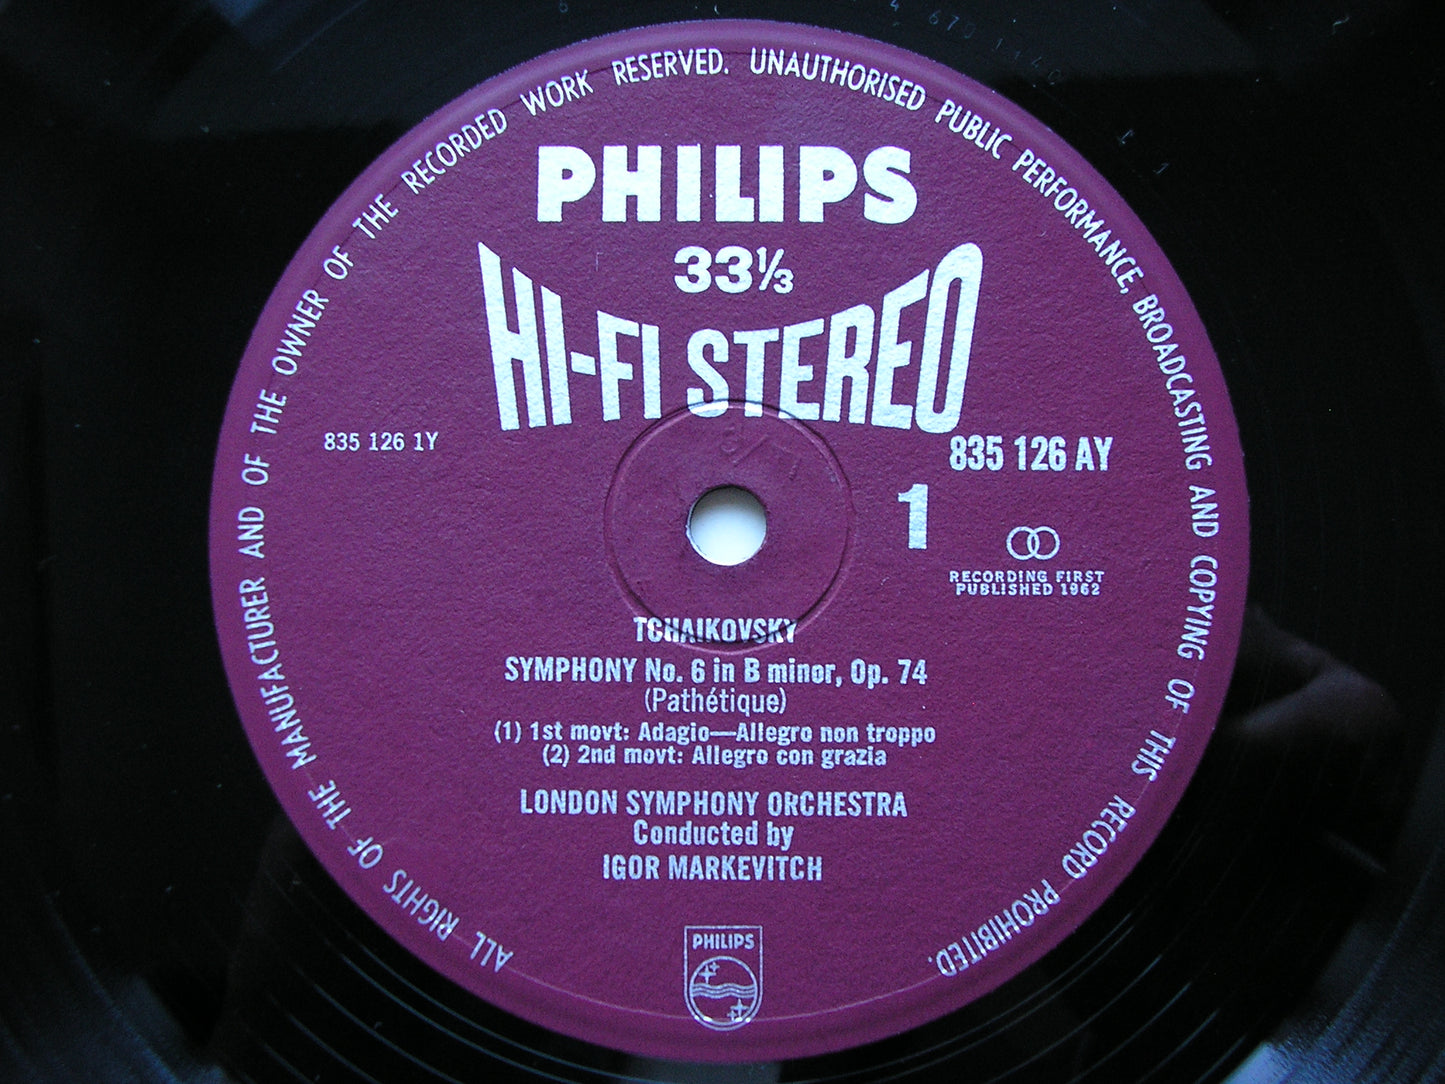 ALL RIGHTS OF THE MANUFACTURER AND OF THE OWNER OF THE RECORDED WORK RESERVED. UNAUTHORISED PUBLIC PERFORMANCE, BROADCASTING AND COPYING OF THIS RECORD PROHIBITED.
PHILIPS
33⅓
HI-FI STEREO
835 126 1Y
835 126 AY
1
RECORDING FIRST
PUBLISHED 1962
TCHAIKOVSKY
SYMPHONY No. 6 in B minor, Op. 74
(Pathétique)
(1) 1st movt: Adagio—Allegro non troppo
(2) 2nd movt: Allegro con grazia
LONDON SYMPHONY ORCHESTRA
Conducted by
IGOR MARKEVITCH
PHILIPS